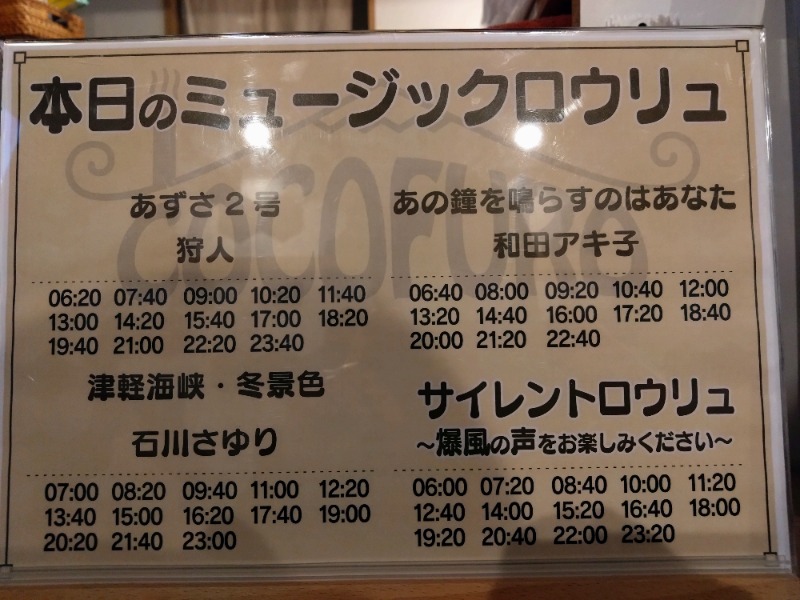 本日のミュージックロウリュ
COCOFURO
あずさ2号
狩人
06:20 07:40 09:00 10:20 11:40
13:00 14:20 15:40 17:00 18:20
19:40 21:00 22:20 23:40
あの鐘を鳴らすのはあなた
和田アキ子
06:40 08:00 09:20 10:40 12:00
13:20 14:40 16:00 17:20 18:40
20:00 21:20 22:40
津軽海峡・冬景色
石川さゆり
07:00 08:20 09:40 11:00 12:20
13:40 15:00 16:20 17:40 19:00
20:20 21:40 23:00
サイレントロウリュ
~爆風の声をお楽しみください~
06:00 07:20 08:40 10:00 11:20
12:40 14:00 15:20 16:40 18:00
19:20 20:40 22:00 23:20